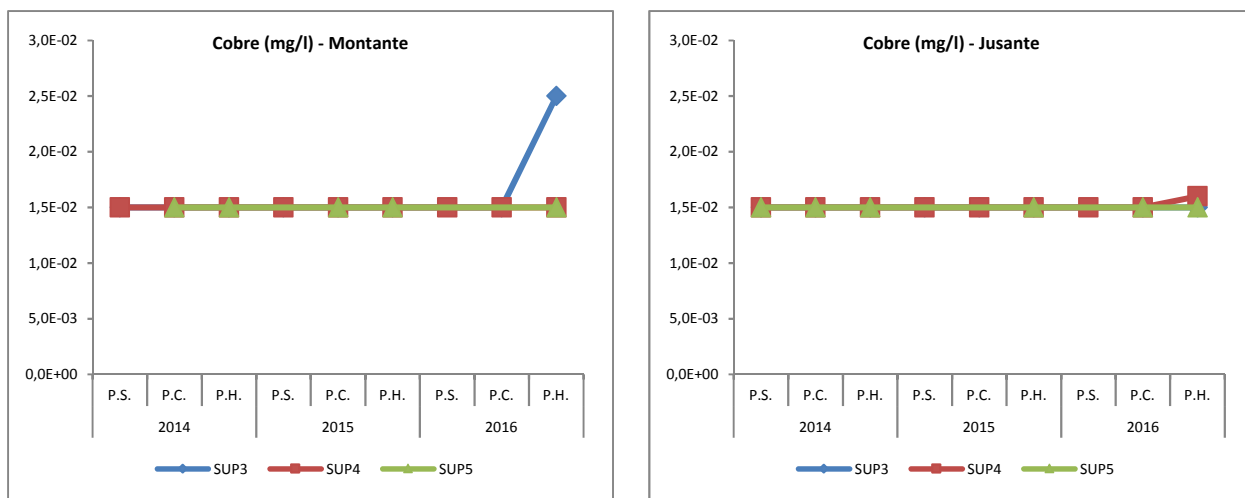 Cobre (mg/l) - Montante
3,0E-02
2,5E-02
2,0E-02
1,5E-02
1,0E-02
5,0E-03
0,0E+00
P.S. P.C. P.H. P.S. P.C. P.H. P.S. P.C. P.H.
2014 2015 2016
SUP3 SUP4 SUP5
Cobre (mg/l) - Jusante
3,0E-02
2,5E-02
2,0E-02
1,5E-02
1,0E-02
5,0E-03
0,0E+00
P.S. P.C. P.H. P.S. P.C. P.H. P.S. P.C. P.H.
2014 2015 2016
SUP3 SUP4 SUP5